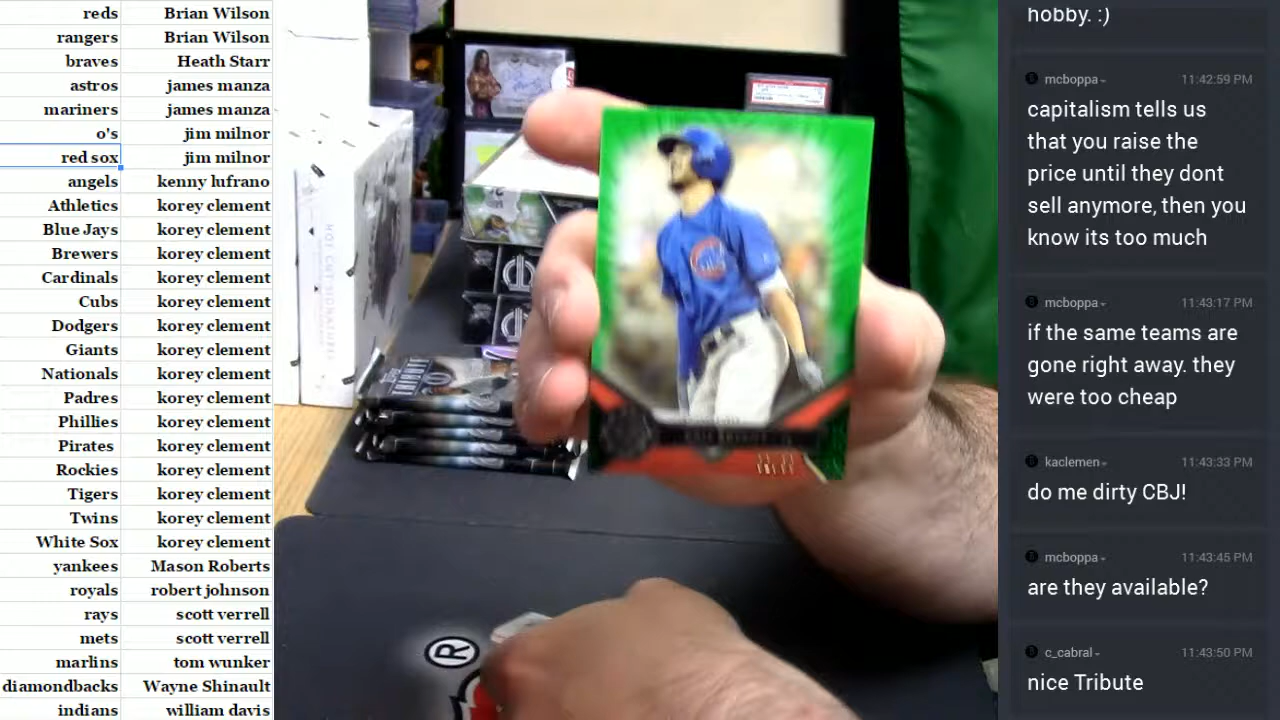 reds Brian Wilson
rangers Brian Wilson
braves Heath Starr
astros james manza
mariners james manza
o's jim milnor
red sox jim milnor
angels kenny lufrano
Athletics korey clement
Blue Jays korey clement
Brewers korey clement
Cardinals korey clement
Cubs korey clement
Dodgers korey clement
Giants korey clement
Nationals korey clement
Padres korey clement
Phillies korey clement
Pirates korey clement
Rockies korey clement
Tigers korey clement
Twins korey clement
White Sox korey clement
yankees Mason Roberts
royals robert johnson
rays scott verrell
mets scott verrell
marlins tom wunker
diamondbacks Wayne Shinault
indians william davis
TRIBUTE
®
hobby. :)
mcboppa 11:42:59 PM
capitalism tells us
that you raise the
price until they dont
sell anymore, then you
know its too much
mcboppa 11:43:17 PM
if the same teams are
gone right away. they
were too cheap
kaclemen 11:43:33 PM
do me dirty CBJ!
mcboppa 11:43:45 PM
are they available?
c_cabral 11:43:50 PM
nice Tribute